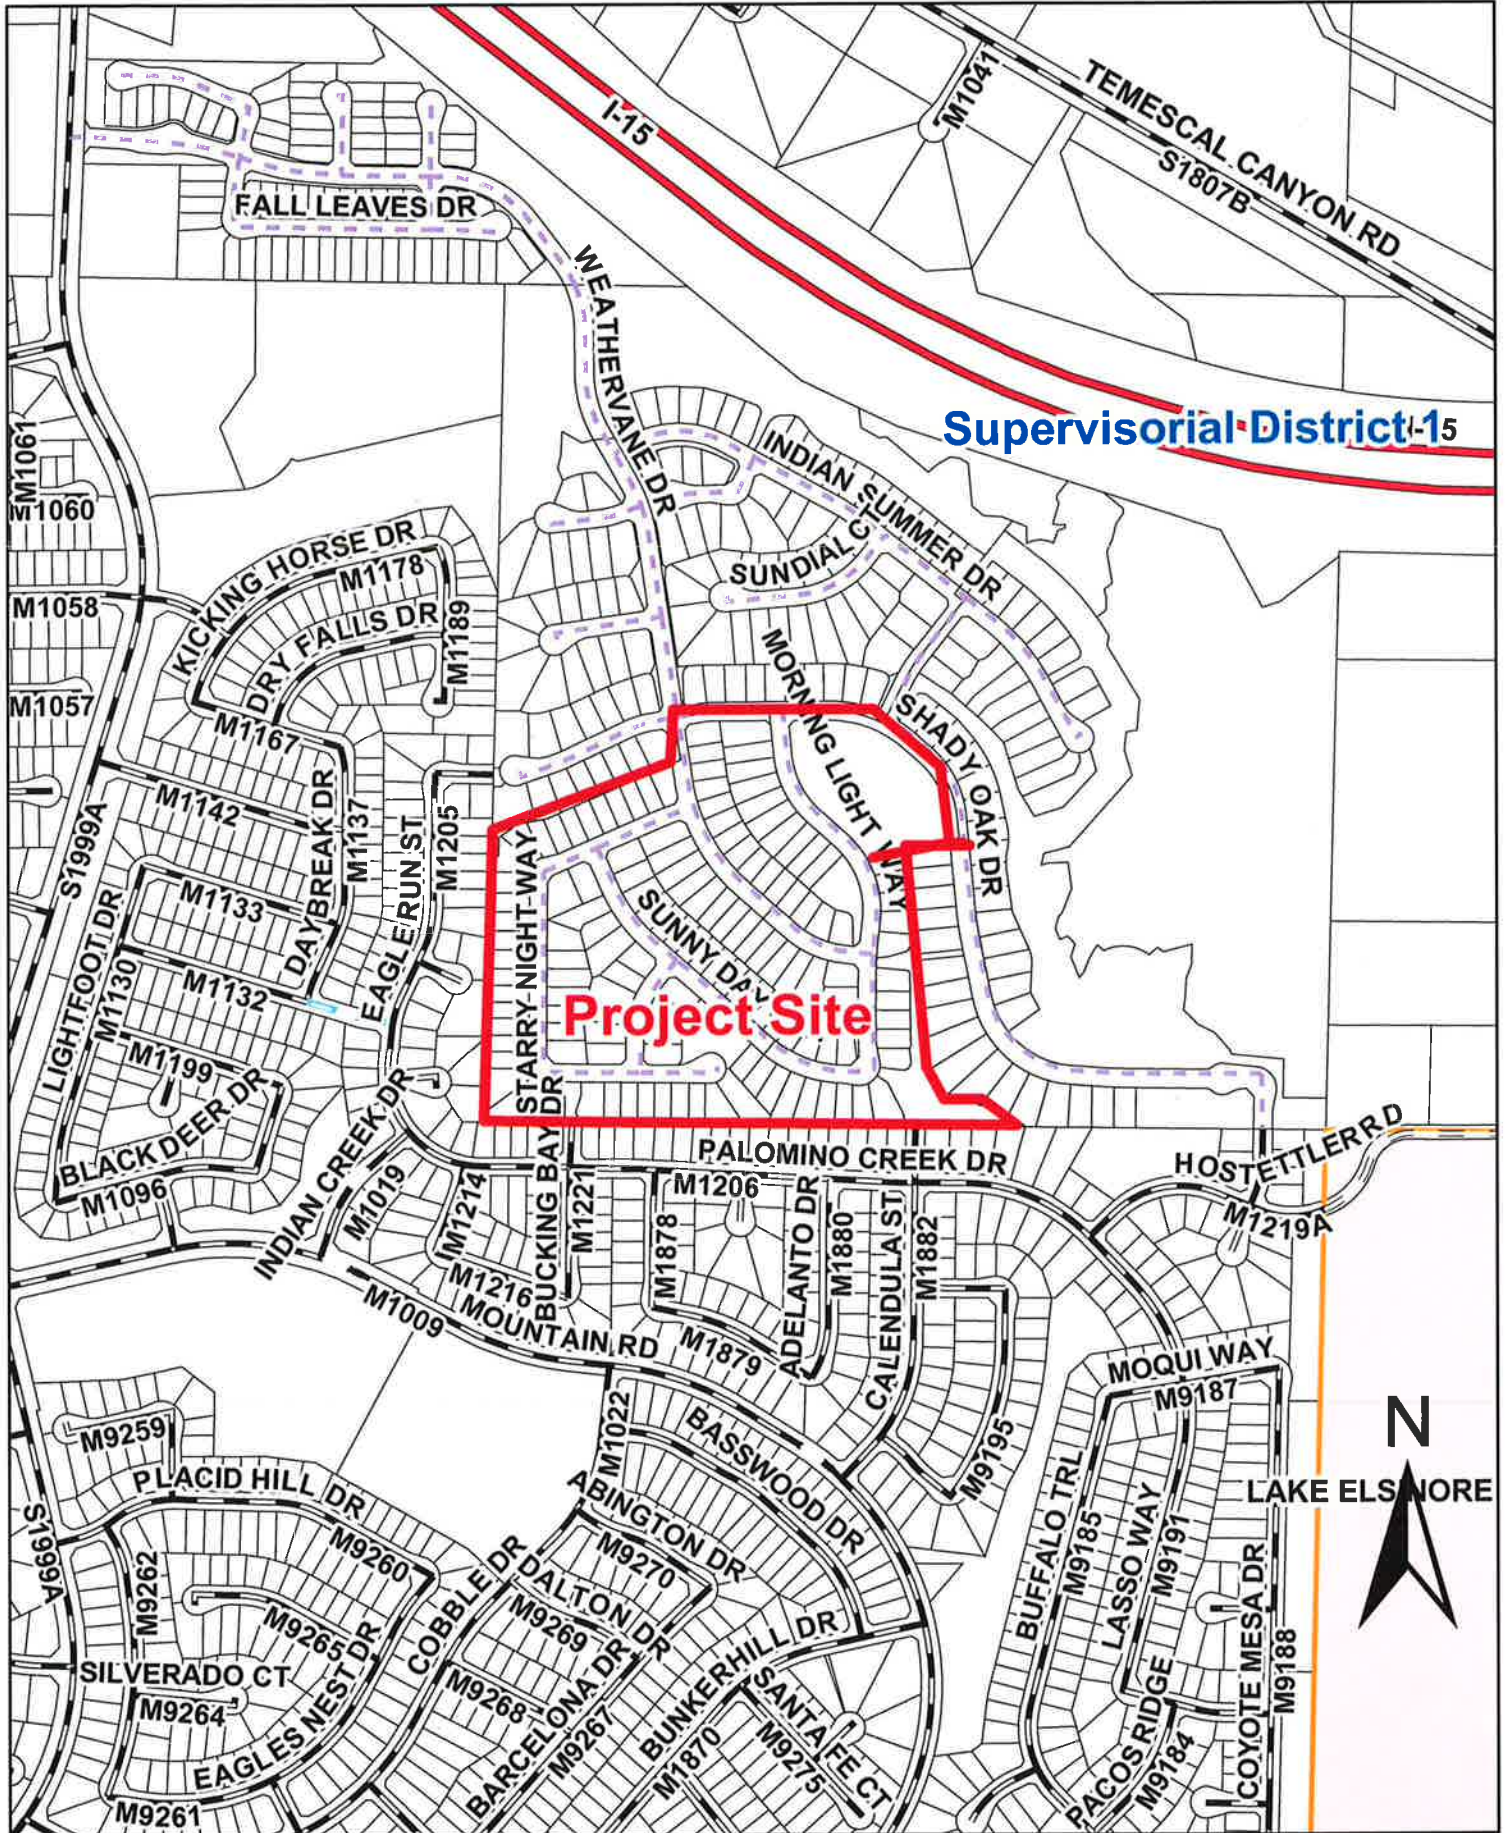 I-15
M1041
TEMESCAL CANYON RD
S1807B
FALL LEAVES DR
WEATHERVANE DR
Supervisorial District 1
I-15
M1061
M1060
INDIAN SUMMER DR
SUNDIAL C
KICKING HORSE DR
M1178
M1058
DRY FALLS DR
M1189
M1057
M1167
MORNING LIGHT WAY
SHADY OAK DR
M1142
DAYBREAK DR
M1137
EAGLE RUN ST
M1205
S1999A
M1133
STARRY NIGHT WAY
SUNNY DAY
LIGHTFOOT DR
M1130
M1132
Project Site
M1199
BLACK DEER DR
M1096
INDIAN CREEK DR
M1019
M1214
BUCKING BAY DR
M1221
PALOMINO CREEK DR
M1206
HOSTETTLER RD
M1219A
M1878
ADELANTO DR
M1880
CALENDULA ST
M1882
M1216
M1009
MOUNTAIN RD
M1879
MOQUI WAY
M9187
M1022
BASSWOOD DR
M9195
N
M9259
PLACID HILL DR
S1999A
M9262
M9260
ABINGTON DR
M9270
BUFFALO TRL
M9185
LASSO WAY
M9191
LAKE ELSINORE
COBBLE DR
DALTON DR
M9269
M9265
SILVERADO CT
M9264
EAGLES NEST DR
M9261
M9268
BARCELONA DR
M9267
BUNKERHILL DR
M1870
SANTA FE CT
M9275
PACOS RIDGE
M9184
COYOTE MESA DR
M9188